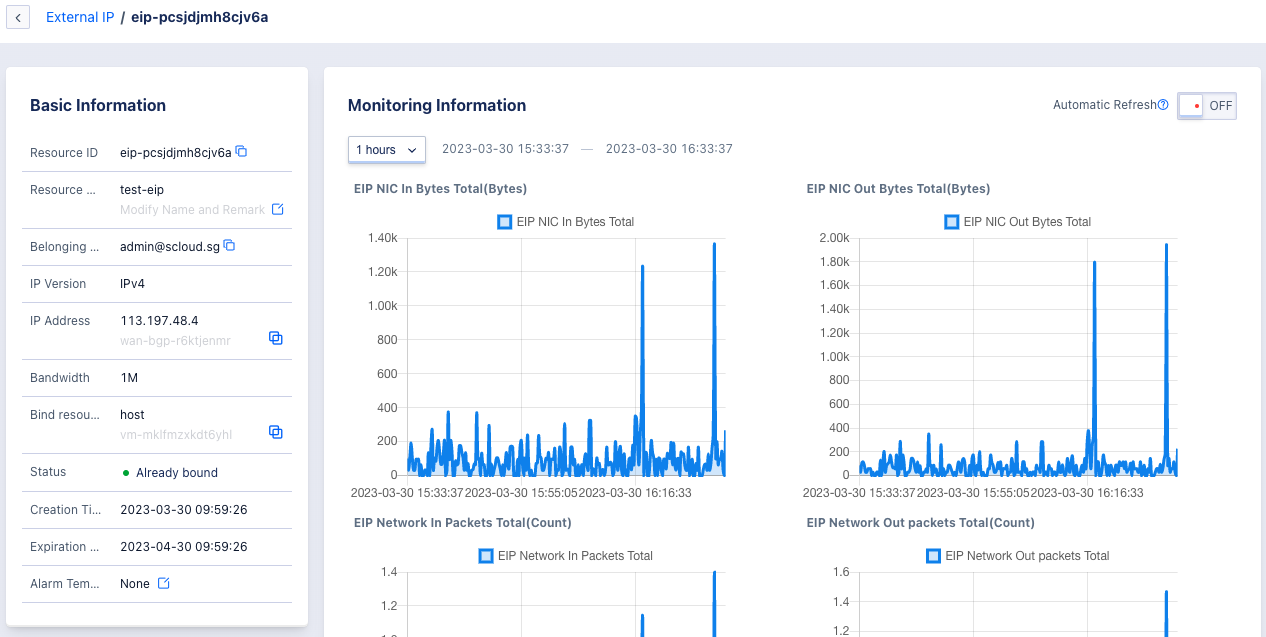 External IP / eip-pcsjdjmh8cjv6a
Basic Information
Resource ID eip-pcsjdjmh8cjv6a
Resource ... test-eip
Modify Name and Remark
Belonging ... admin@scloud.sg
IP Version IPv4
IP Address 113.197.48.4
wan-bgp-r6ktjenmr
Bandwidth 1M
Bind resou... host
vm-mklfmzxkdt6yhl
Status Already bound
Creation Ti... 2023-03-30 09:59:26
Expiration ... 2023-04-30 09:59:26
Alarm Tem... None
Monitoring Information
Automatic Refresh OFF
1 hours 2023-03-30 15:33:37 — 2023-03-30 16:33:37
EIP NIC In Bytes Total(Bytes)
EIP NIC In Bytes Total
1.40k
1.20k
1.00k
800
600
400
200
0
2023-03-30 15:33:37 2023-03-30 15:55:05 2023-03-30 16:16:33
EIP NIC Out Bytes Total(Bytes)
EIP NIC Out Bytes Total
2.00k
1.80k
1.60k
1.40k
1.20k
1.00k
800
600
400
200
0
2023-03-30 15:33:37 2023-03-30 15:55:05 2023-03-30 16:16:33
EIP Network In Packets Total(Count)
EIP Network In Packets Total
1.4
1.2
1.0
EIP Network Out packets Total(Count)
EIP Network Out packets Total
1.6
1.4
1.2